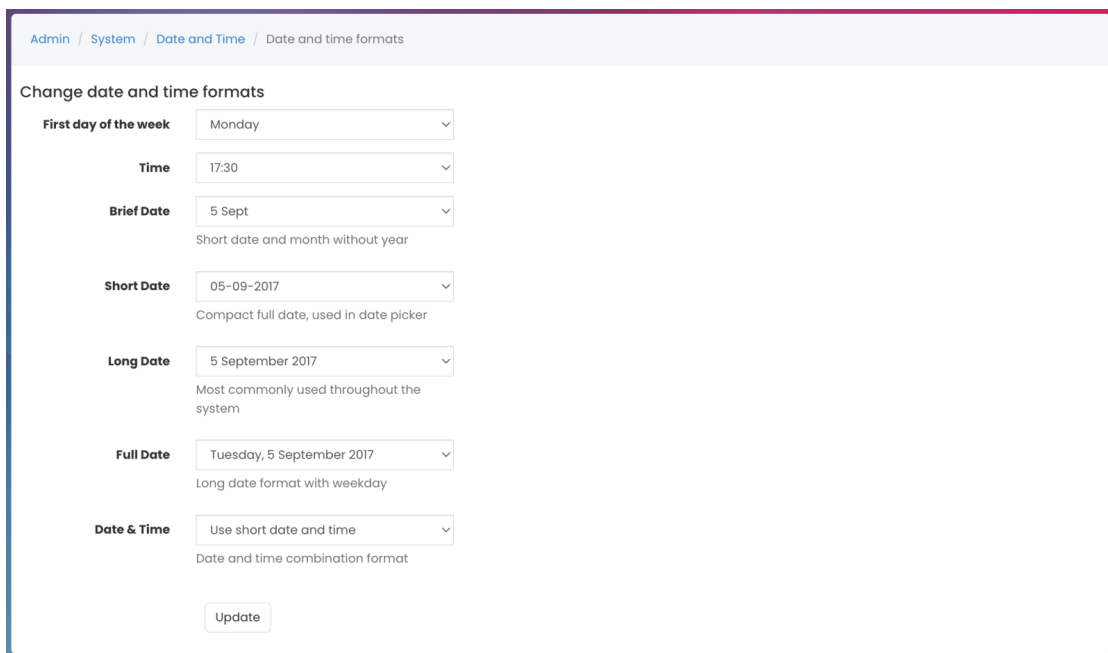 Admin / System / Date and Time / Date and time formats
Change date and time formats
First day of the week Monday
Time 17:30
Brief Date 5 Sept
Short date and month without year
Short Date 05-09-2017
Compact full date, used in date picker
Long Date 5 September 2017
Most commonly used throughout the
system
Full Date Tuesday, 5 September 2017
Long date format with weekday
Date & Time Use short date and time
Date and time combination format
Update